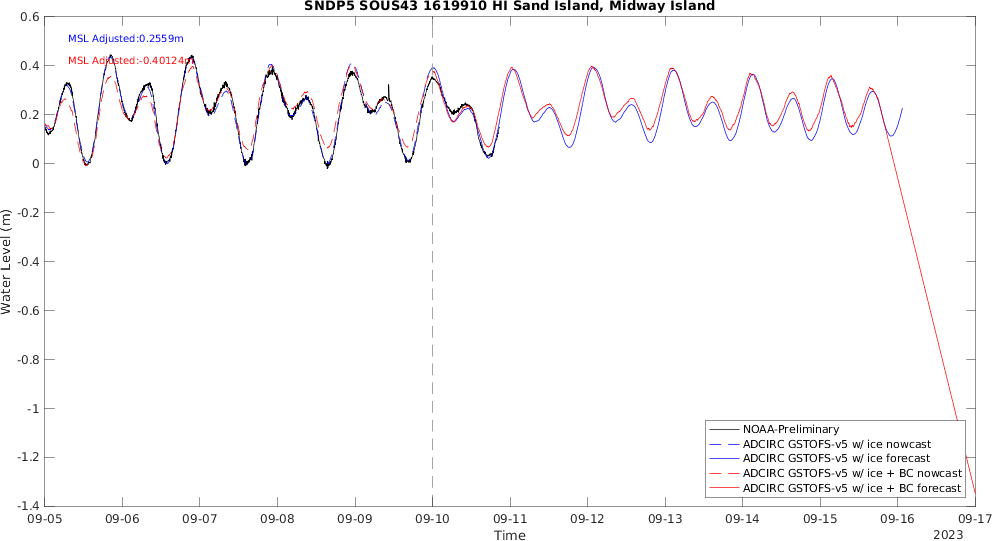 SNDP5 SOUS43 1619910 HI Sand Island, Midway Island
MSL Adjusted:0.2559m
MSL Adjusted:-0.40124m
0.6
0.4
0.2
0
-0.2
-0.4
-0.6
-0.8
-1
-1.2
-1.4
Water Level (m)
NOAA-Preliminary
ADCIRC GSTOFS-v5 w/ ice nowcast
ADCIRC GSTOFS-v5 w/ ice forecast
ADCIRC GSTOFS-v5 w/ ice + BC nowcast
ADCIRC GSTOFS-v5 w/ ice + BC forecast
09-05 09-06 09-07 09-08 09-09 09-10 09-11 09-12 09-13 09-14 09-15 09-16 09-17
Time
2023